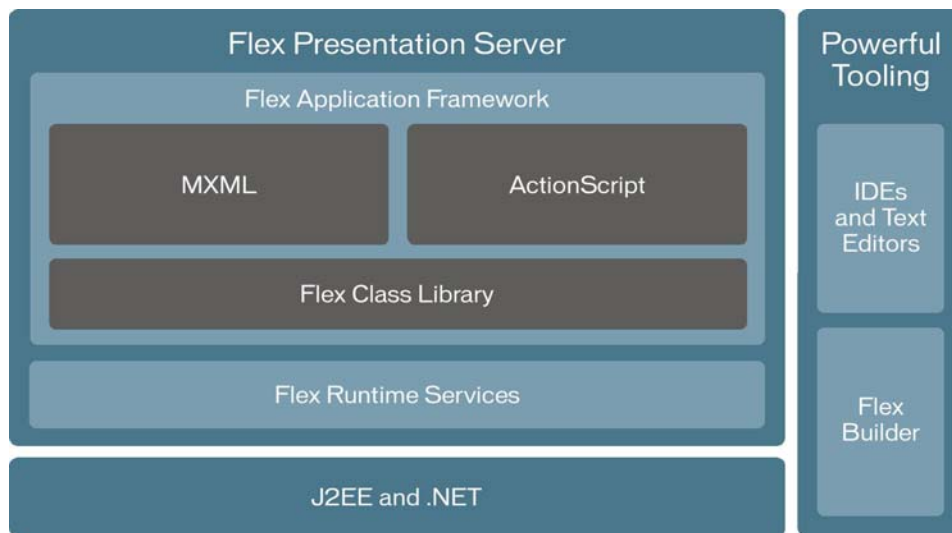 Flex Presentation Server
Flex Application Framework
MXML
ActionScript
Flex Class Library
Flex Runtime Services
J2EE and .NET
Powerful
Tooling
IDEs
and Text
Editors
Flex
Builder